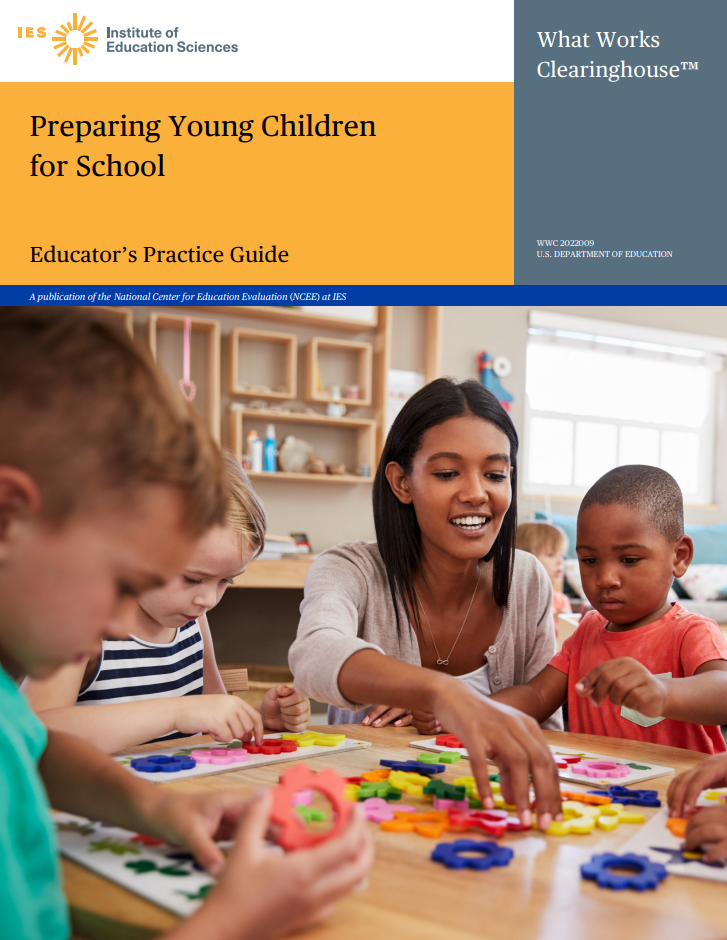 IES
Institute of
Education Sciences
What Works
Clearinghouse™
Preparing Young Children
for School
Educator's Practice Guide
WWC 2022009
U.S. DEPARTMENT OF EDUCATION
A publication of the National Center for Education Evaluation (NCEE) at IES